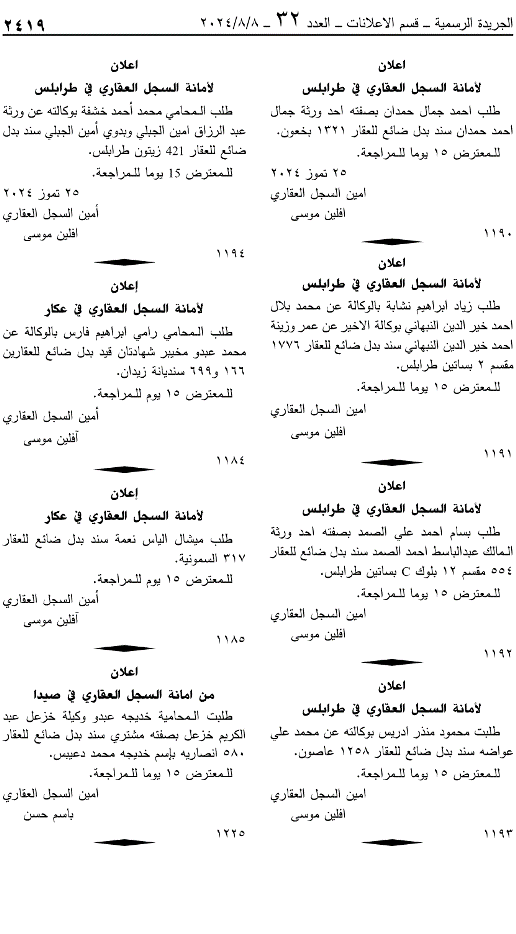 الجريدة الرسمية ــ قسم الاعلانات ــ العدد ٣٢ ــ ٢٠٢٤/٨/٨
٢٤١٩
اعلان
لأمانة السجل العقاري في طرابلس
طلب احمد جمال حمدان بصفته احد ورثة جمال
احمد حمدان سند بدل ضائع للعقار ١٣٢١ بخعون.
للمعترض ١٥ يوما للمراجعة.
٢٥ تموز ٢٠٢٤
امين السجل العقاري
افلين موسى
١١٩٠
اعلان
لأمانة السجل العقاري في طرابلس
طلب زياد ابراهيم نشابة بالوكالة عن محمد بلال
احمد خير الدين النبهاني بوكالة الاخير عن عمر وزينة
احمد خير الدين النبهاني سند بدل ضائع للعقار ١٧٧٦
مقسم ٢ بساتين طرابلس.
للمعترض ١٥ يوما للمراجعة.
امين السجل العقاري
افلين موسى
١١٩١
اعلان
لأمانة السجل العقاري في طرابلس
طلب بسام احمد علي الصمد بصفته احد ورثة
المالك عبدالباسط احمد الصمد سند بدل ضائع للعقار
٥٥٤ مقسم ١٢ بلوك C بساتين طرابلس.
للمعترض ١٥ يوما للمراجعة.
امين السجل العقاري
افلين موسى
١١٩٢
اعلان
لأمانة السجل العقاري في طرابلس
طلبت محمود منذر ادريس بوكالته عن محمد علي
عواضه سند بدل ضائع للعقار ١٢٥٨ عاصون.
للمعترض ١٥ يوما للمراجعة.
امين السجل العقاري
افلين موسى
١١٩٣
اعلان
لأمانة السجل العقاري في طرابلس
طلب المحامي محمد أحمد خشفة بوكالته عن ورثة
عبد الرزاق امين الجبلي وبدوي أمين الجبلي سند بدل
ضائع للعقار 421 زيتون طرابلس.
للمعترض 15 يوما للمراجعة.
٢٥ تموز ٢٠٢٤
أمين السجل العقاري
افلين موسى
١١٩٤
إعلان
لأمانة السجل العقاري في عكار
طلب المحامي رامي ابراهيم فارس بالوكالة عن
محمد عبدو مخيبر شهادتان قيد بدل ضائع للعقارين
١٦٦ و٦٩٩ سنديانة زيدان.
للمعترض ١٥ يوم للمراجعة.
أمين السجل العقاري
آفلين موسى
١١٨٤
إعلان
لأمانة السجل العقاري في عكار
طلب ميشال الياس نعمة سند بدل ضائع للعقار
٣١٧ السمونية.
للمعترض ١٥ يوم للمراجعة.
أمين السجل العقاري
آفلين موسى
١١٨٥
اعلان
من امانة السجل العقاري في صيدا
طلبت المحامية خديجه عبدو وكيلة خزعل عبد
الكريم خزعل بصفته مشتري سند بدل ضائع للعقار
٥٨٠ انصاريه بإسم خديجه محمد دعيبس.
للمعترض ١٥ يوما للمراجعة.
امين السجل العقاري
باسم حسن
١٢٢٥